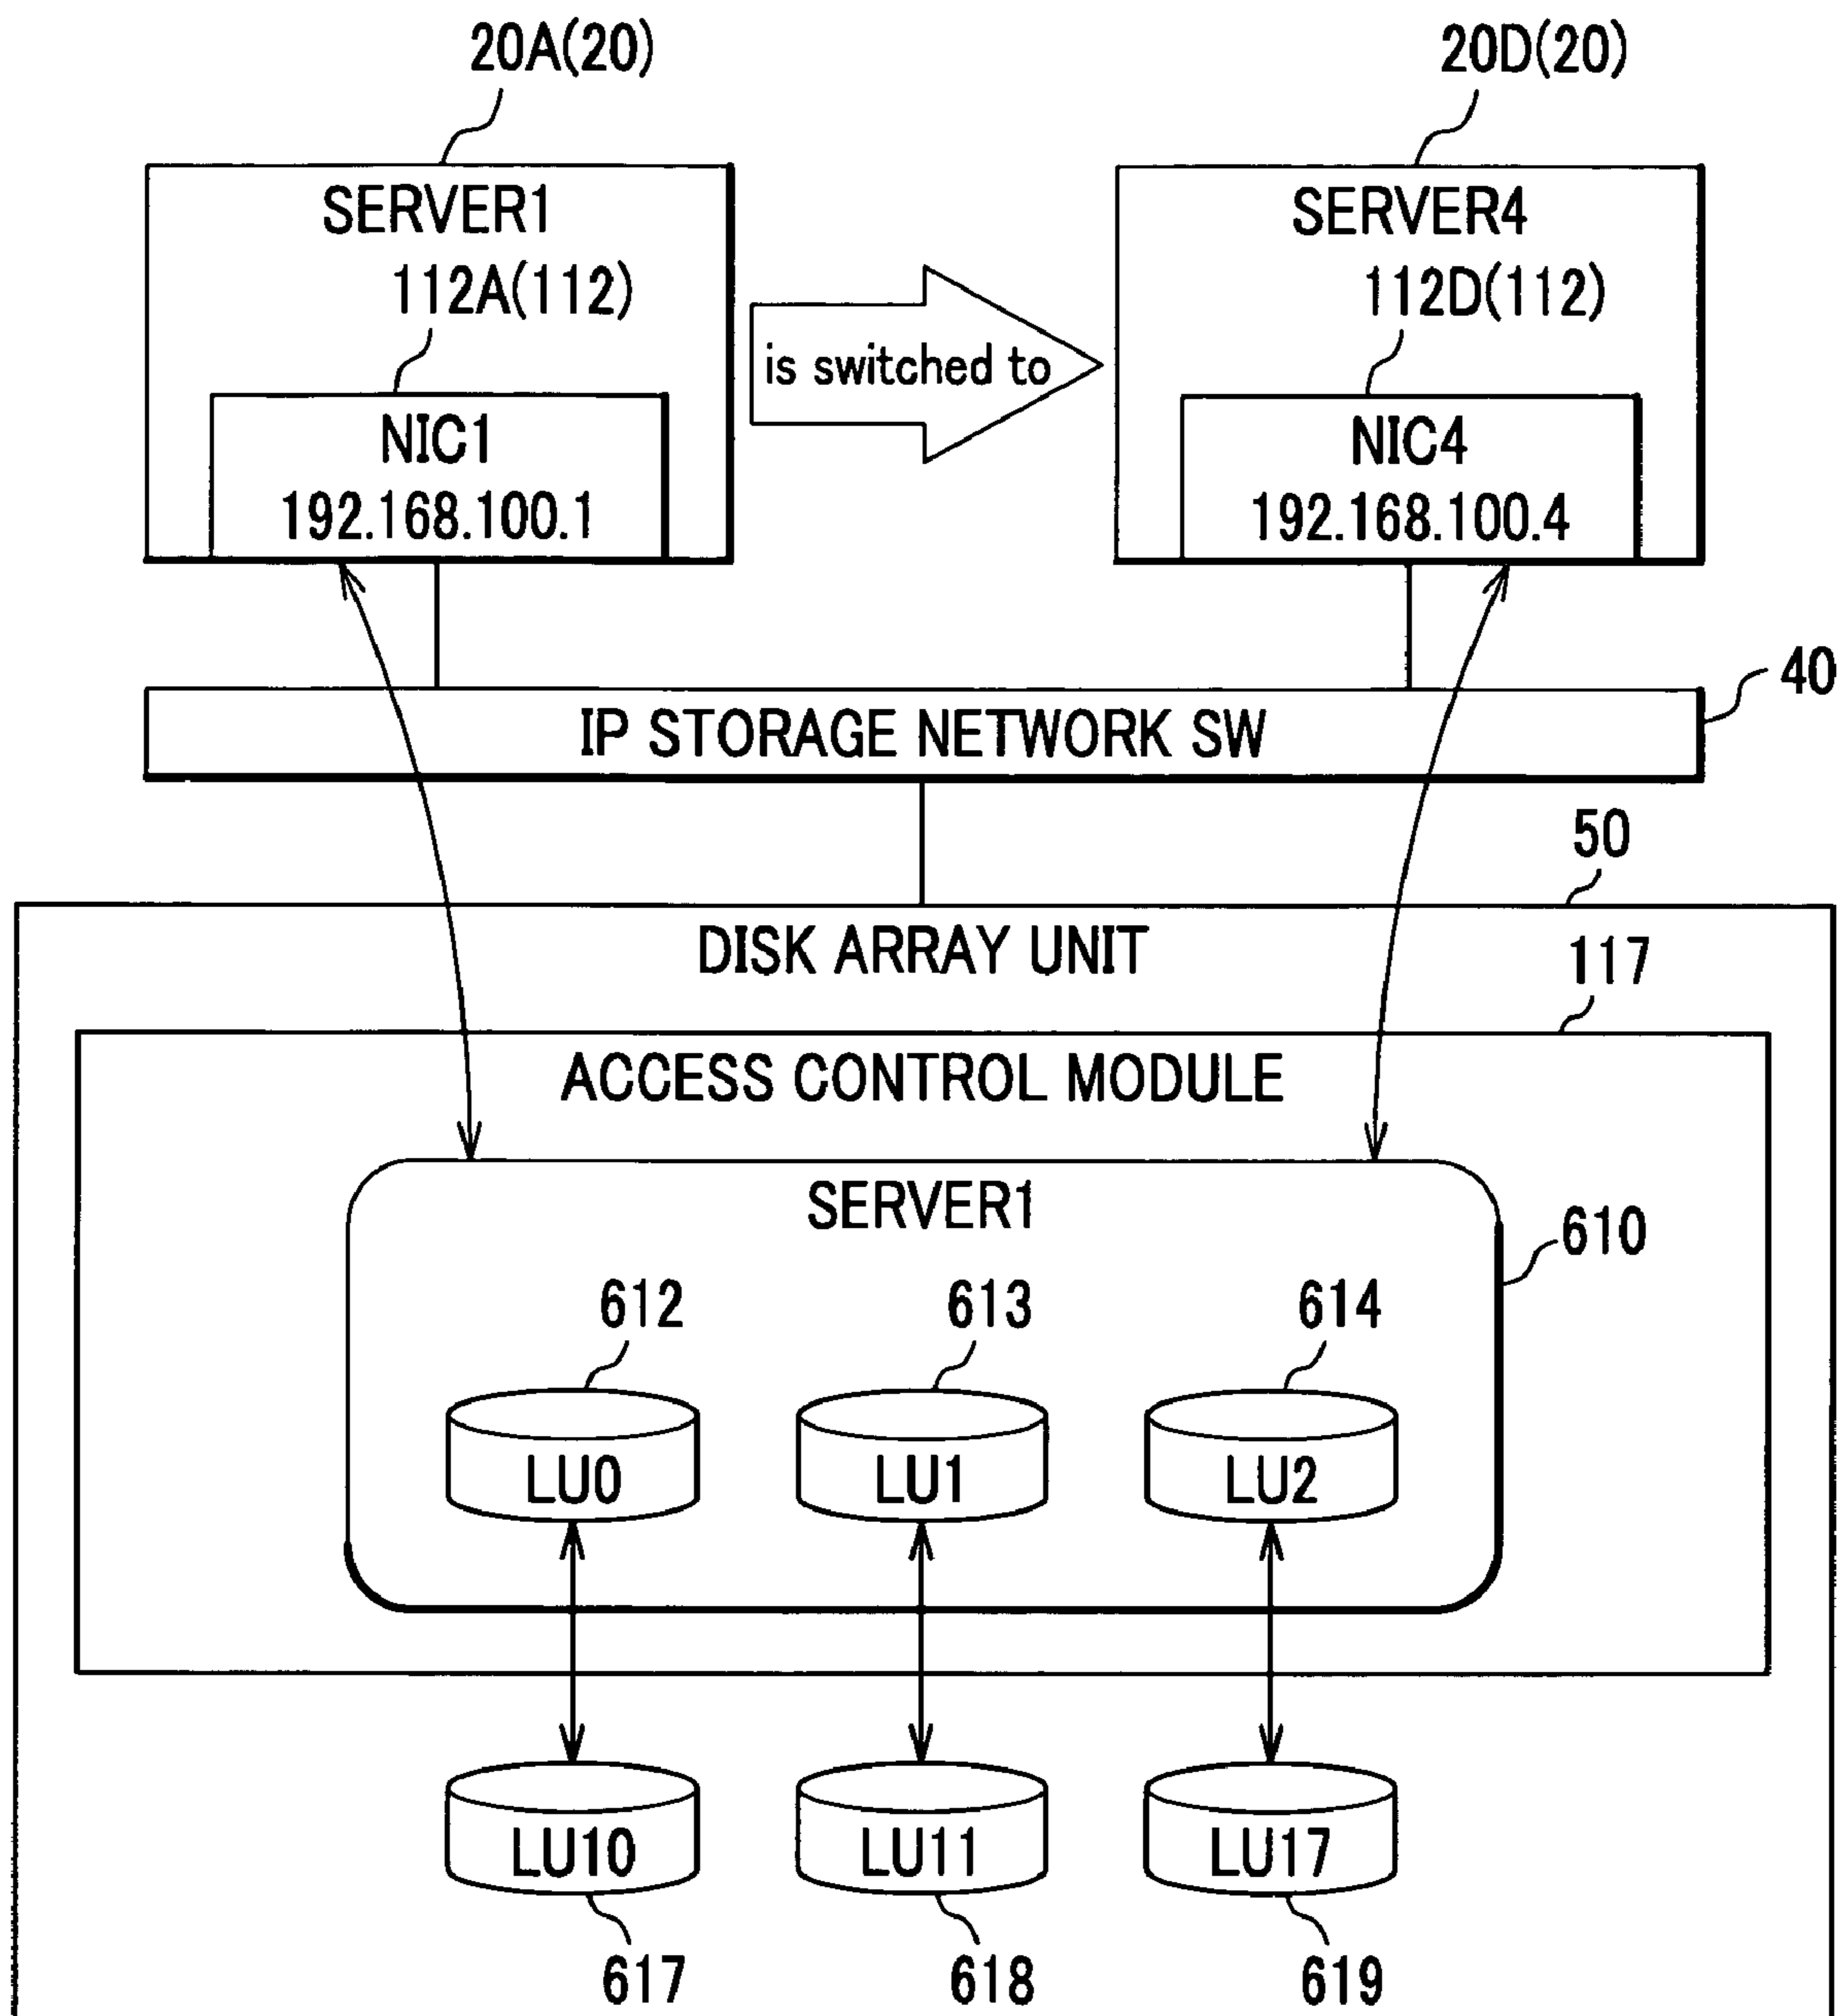 20A(20)
20D(20)
SERVER1
SERVER4
112A(112)
112D(112)
is switched to
NIC1
192.168.100.1
NIC4
192.168.100.4
40
IP STORAGE NETWORK SW
50
DISK ARRAY UNIT
117
ACCESS CONTROL MODULE
SERVER1
610
612
613
614
LU0
LU1
LU2
LU10
LU11
LU17
617
618
619